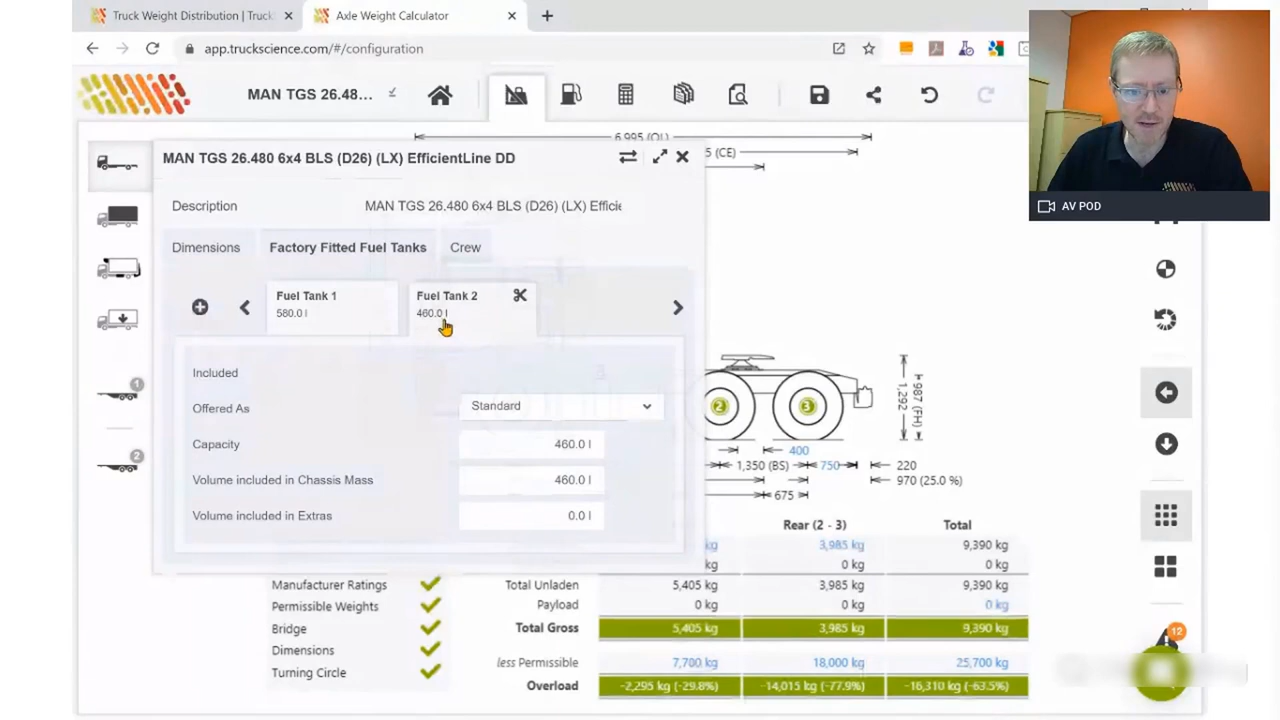 Truck Weight Distribution | Truck
Axle Weight Calculator
app.truckscience.com/#/configuration
MAN TGS 26.48...
AV POD
6,995 (OL)
5 (CE)
MAN TGS 26.480 6x4 BLS (D26) (LX) EfficientLine DD
Description
MAN TGS 26.480 6x4 BLS (D26) (LX) Efficie
Dimensions
Factory Fitted Fuel Tanks
Crew
Fuel Tank 1
580.0 l
Fuel Tank 2
460.0 l
Included
Offered As
Standard
Capacity
460.0 l
Volume included in Chassis Mass
460.0 l
Volume included in Extras
0.0 l
1
2
2
3
1,292
987 (FH)
400
1,350 (BS)
750
220
970 (25.0 %)
675
Rear (2 - 3)
Total
kg
3,985 kg
9,390 kg
kg
0 kg
0 kg
Manufacturer Ratings
Total Unladen
5,405 kg
3,985 kg
9,390 kg
Permissible Weights
Payload
0 kg
0 kg
0 kg
Bridge
Total Gross
5,405 kg
3,985 kg
9,390 kg
Dimensions
less Permissible
7,700 kg
18,000 kg
25,700 kg
Turning Circle
Overload
-2,295 kg (-29.8%)
-14,015 kg (-77.9%)
-16,310 kg (-63.5%)
12